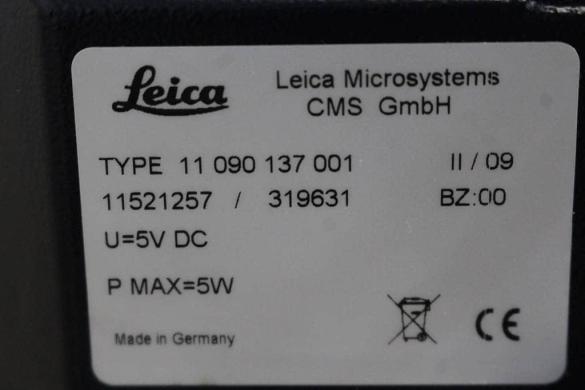 Leica
Leica Microsystems
CMS GmbH
TYPE 11 090 137 001 II / 09
11521257 / 319631 BZ:00
U=5V DC
P MAX=5W
Made in Germany
CE